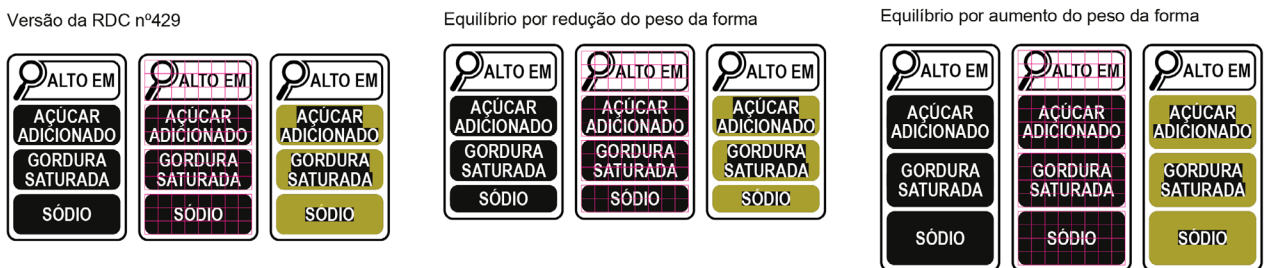 Versão da RDC nº429
ALTO EM
AÇÚCAR
ADICIONADO
GORDURA
SATURADA
SÓDIO
ALTO EM
AÇÚCAR
ADICIONADO
GORDURA
SATURADA
SÓDIO
ALTO EM
AÇÚCAR
ADICIONADO
GORDURA
SATURADA
SÓDIO
Equilíbrio por redução do peso da forma
ALTO EM
AÇÚCAR
ADICIONADO
GORDURA
SATURADA
SÓDIO
ALTO EM
AÇÚCAR
ADICIONADO
GORDURA
SATURADA
SÓDIO
ALTO EM
AÇÚCAR
ADICIONADO
GORDURA
SATURADA
SÓDIO
Equilíbrio por aumento do peso da forma
ALTO EM
AÇÚCAR
ADICIONADO
GORDURA
SATURADA
SÓDIO
ALTO EM
AÇÚCAR
ADICIONADO
GORDURA
SATURADA
SÓDIO
ALTO EM
AÇÚCAR
ADICIONADO
GORDURA
SATURADA
SÓDIO